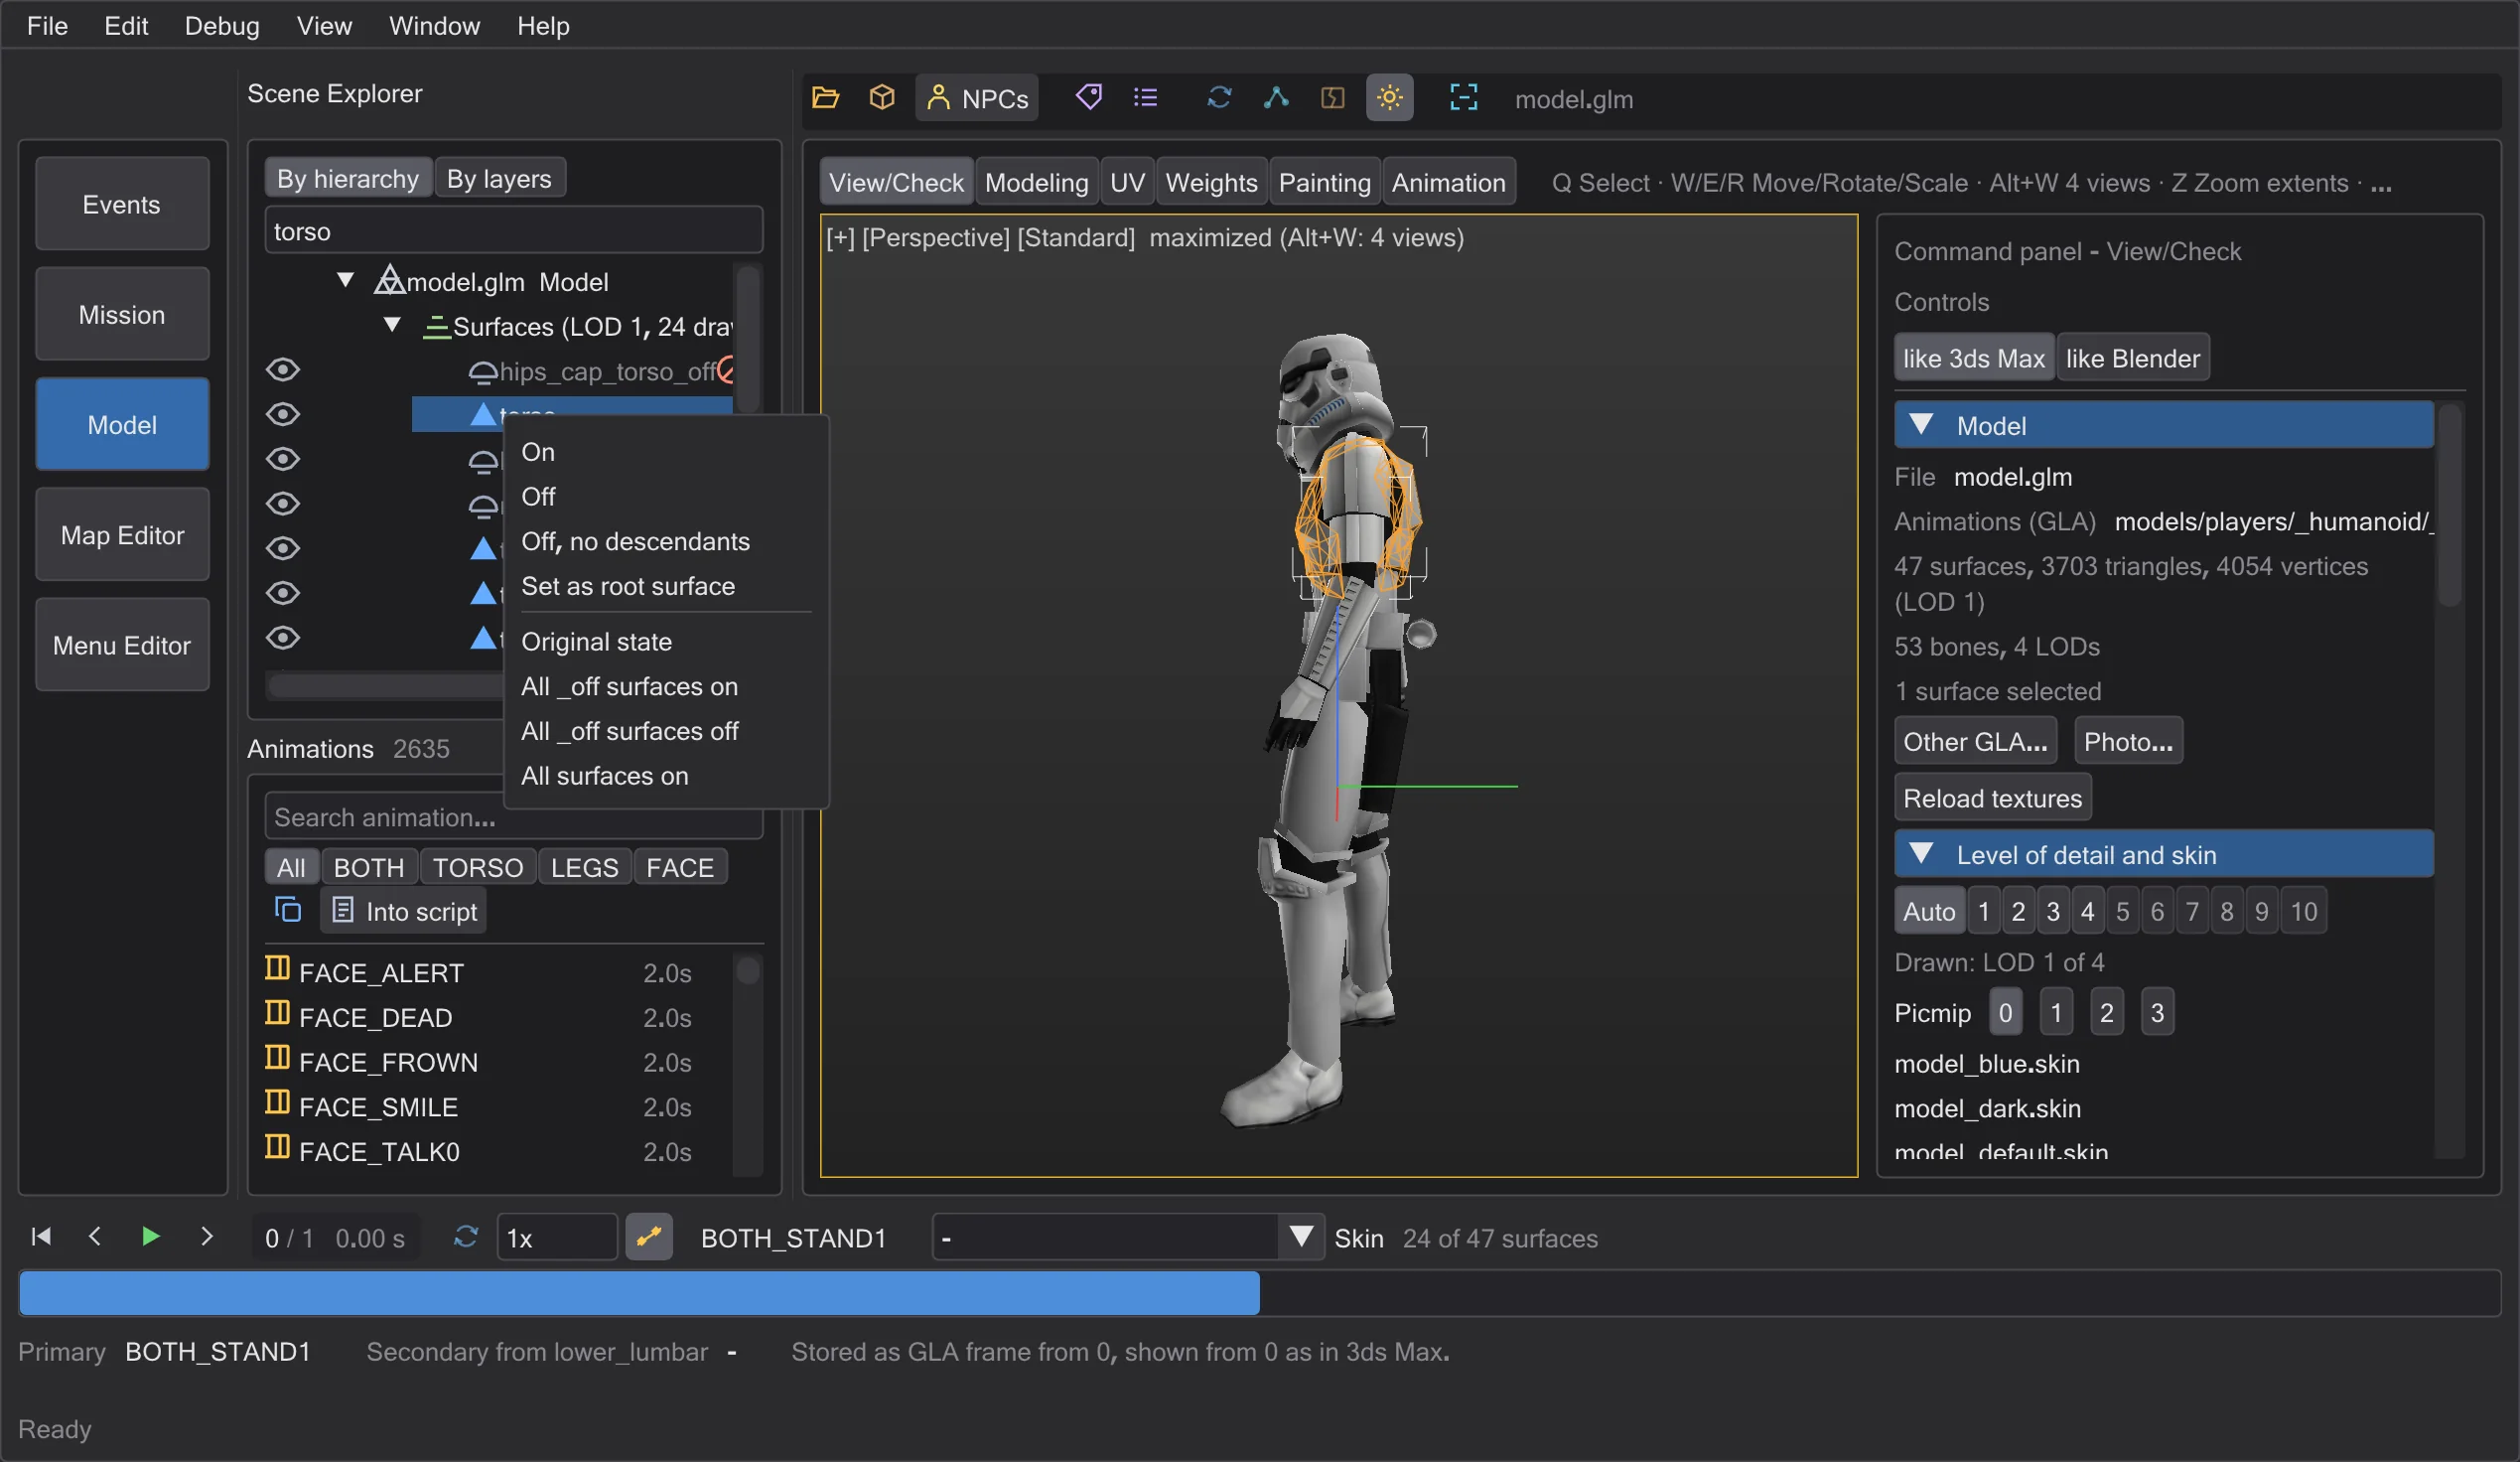 File Edit Debug View Window Help
Scene Explorer
NPCs
model.glm
Events
Mission
Model
Map Editor
Menu Editor
By hierarchy
By layers
torso
model.glm Model
Surfaces (LOD 1, 24
hips_cap_torso_off
On
Off
Off, no descendants
Set as root surface
Original state
All _off surfaces on
All _off surfaces off
All surfaces on
Animations 2635
Search animation...
All BOTH TORSO LEGS FACE
Into script
FACE_ALERT 2.0s
FACE_DEAD 2.0s
FACE_FROWN 2.0s
FACE_SMILE 2.0s
FACE_TALK0 2.0s
View/Check Modeling UV Weights Painting Animation
Q Select · W/E/R Move/Rotate/Scale · Alt+W 4 views · Z Zoom extents · ...
[+] [Perspective] [Standard] maximized (Alt+W: 4 views)
Command panel - View/Check
Controls
like 3ds Max like Blender
Model
File model.glm
Animations (GLA) models/players/_humanoid/_
47 surfaces, 3703 triangles, 4054 vertices
(LOD 1)
53 bones, 4 LODs
1 surface selected
Other GLA... Photo...
Reload textures
Level of detail and skin
Auto 1 2 3 4 5 6 7 8 9 10
Drawn: LOD 1 of 4
Picmip 0 1 2 3
model_blue.skin
model_dark.skin
model_default.skin
0 / 1 0.00 s
1x
BOTH_STAND1
-
Skin 24 of 47 surfaces
Primary BOTH_STAND1 Secondary from lower_lumbar - Stored as GLA frame from 0, shown from 0 as in 3ds Max.
Ready